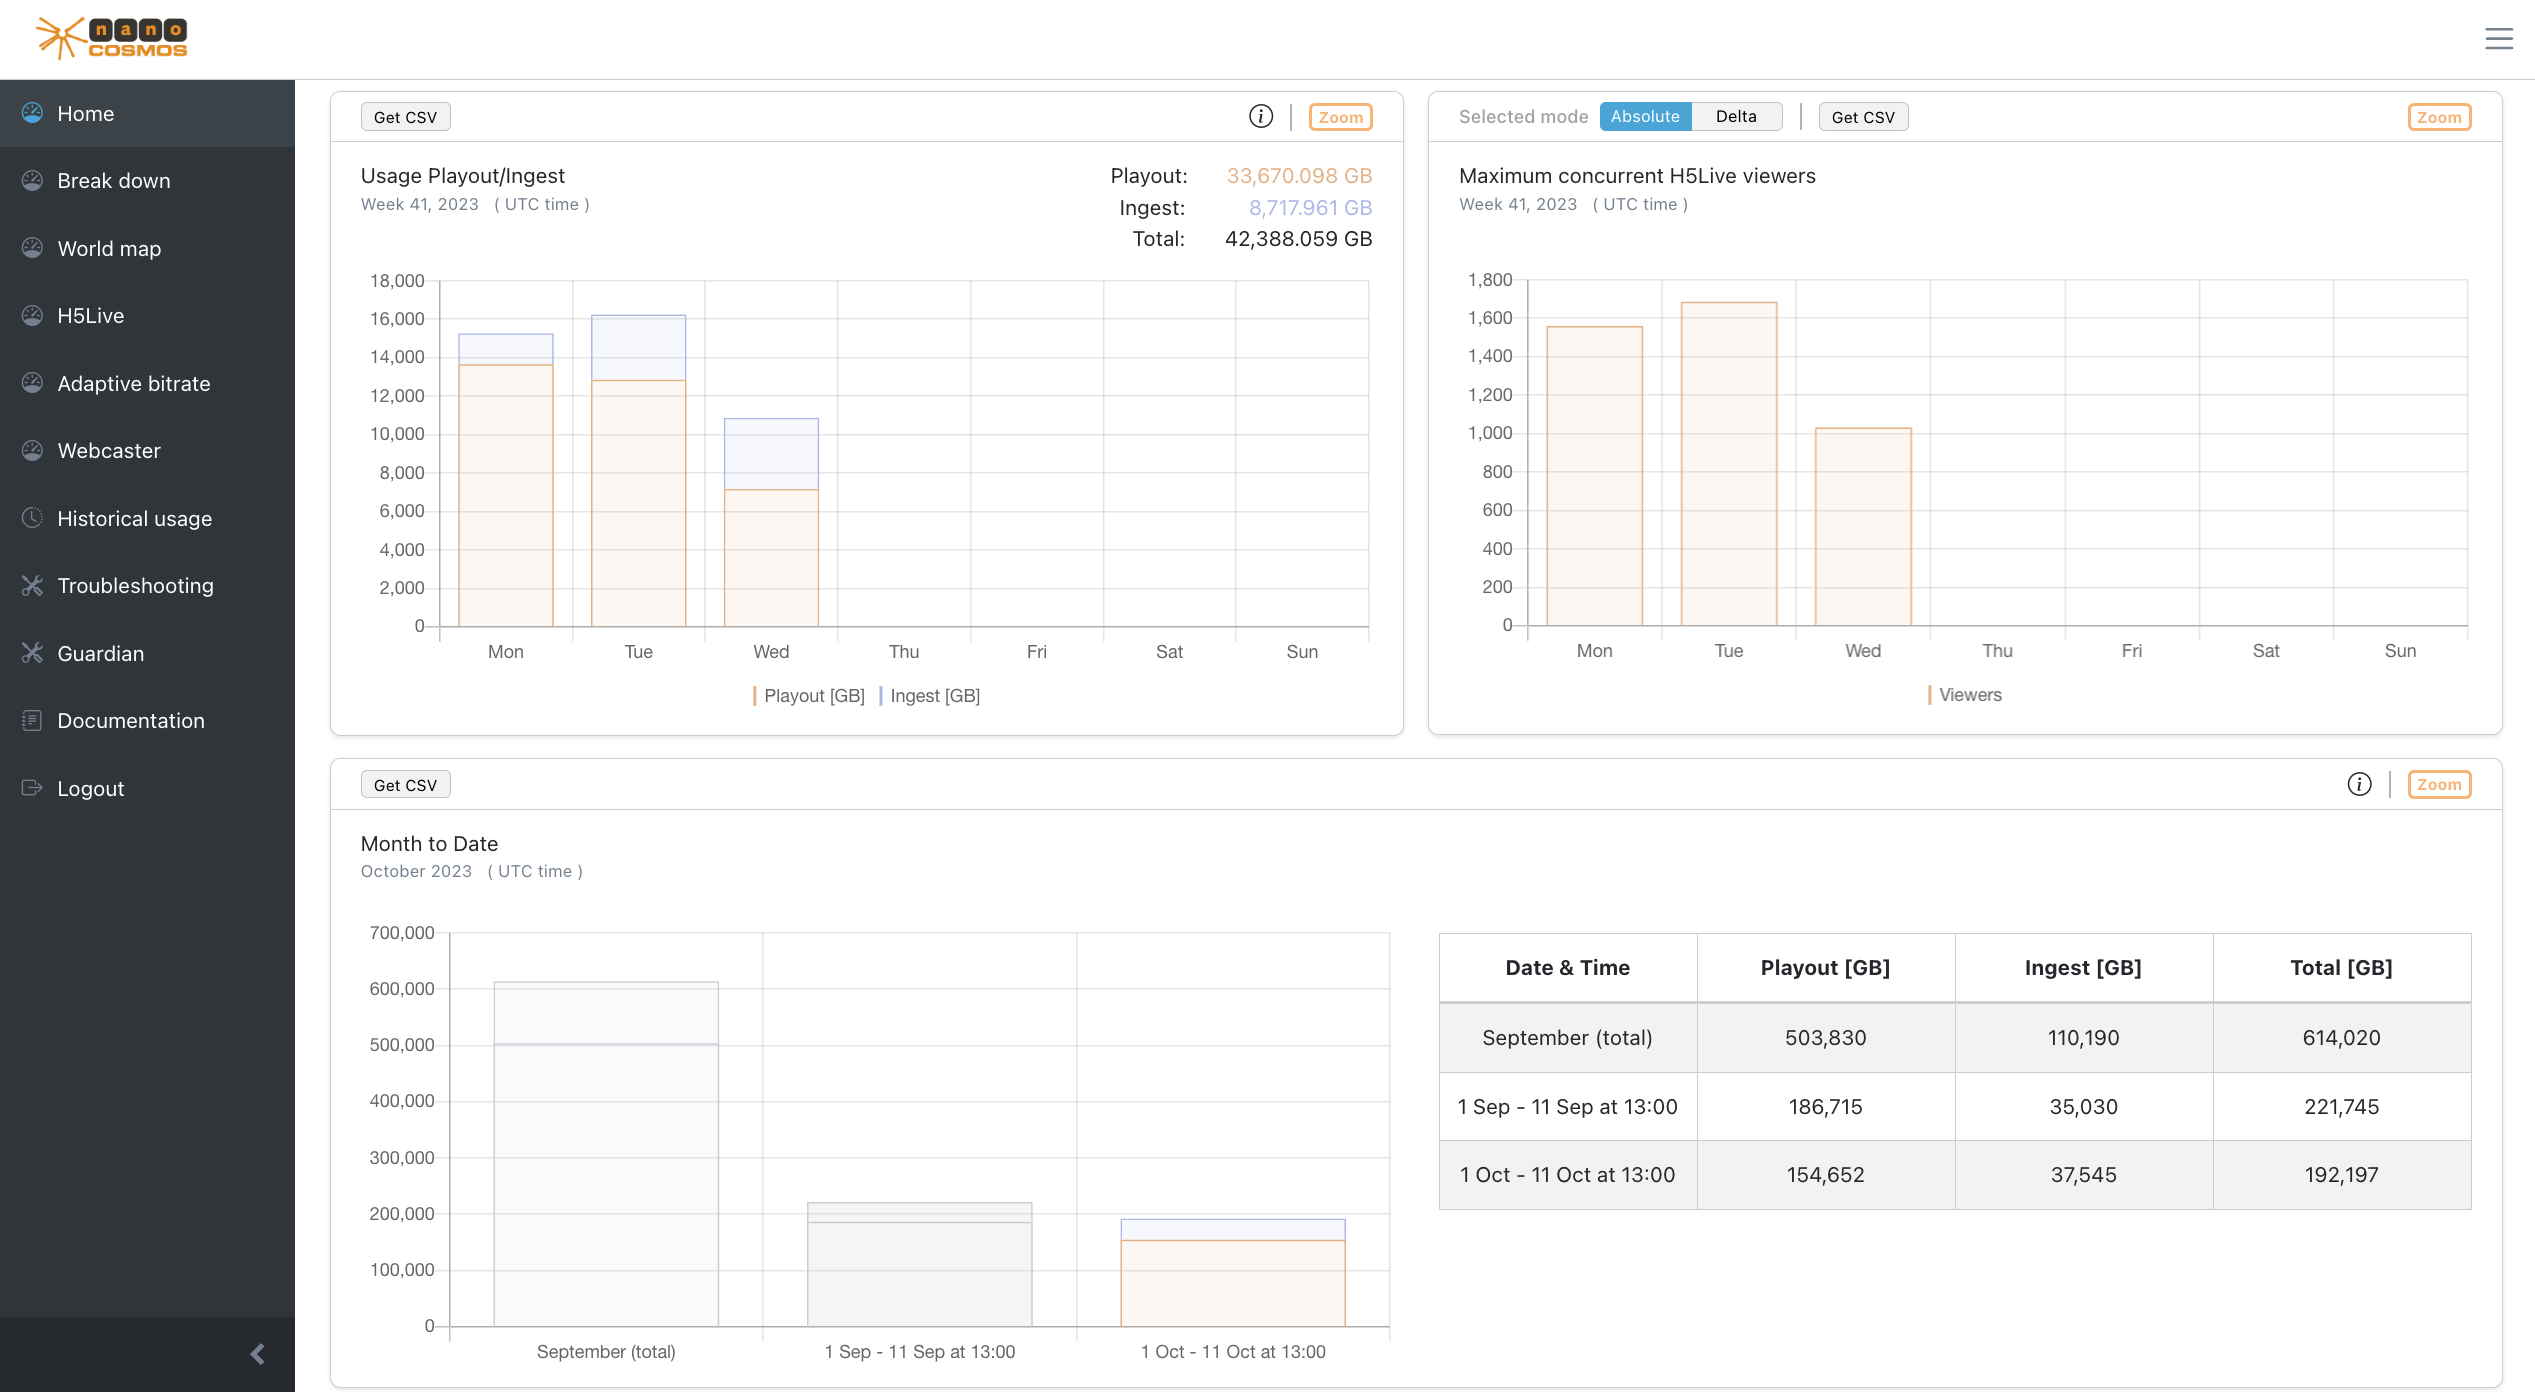 nano
COSMOS
Home
Break down
World map
H5Live
Adaptive bitrate
Webcaster
Historical usage
Troubleshooting
Guardian
Documentation
Logout
Get CSV
Zoom
Usage Playout/Ingest
Week 41, 2023 ( UTC time )
Playout: 33,670.098 GB
Ingest: 8,717.961 GB
Total: 42,388.059 GB
18,000
16,000
14,000
12,000
10,000
8,000
6,000
4,000
2,000
0
Mon Tue Wed Thu Fri Sat Sun
Playout [GB] Ingest [GB]
Selected mode Absolute Delta Get CSV Zoom
Maximum concurrent H5Live viewers
Week 41, 2023 ( UTC time )
1,800
1,600
1,400
1,200
1,000
800
600
400
200
0
Mon Tue Wed Thu Fri Sat Sun
Viewers
Get CSV
Zoom
Month to Date
October 2023 ( UTC time )
700,000
600,000
500,000
400,000
300,000
200,000
100,000
0
September (total) 1 Sep - 11 Sep at 13:00 1 Oct - 11 Oct at 13:00
Date & Time Playout [GB] Ingest [GB] Total [GB]
September (total) 503,830 110,190 614,020
1 Sep - 11 Sep at 13:00 186,715 35,030 221,745
1 Oct - 11 Oct at 13:00 154,652 37,545 192,197